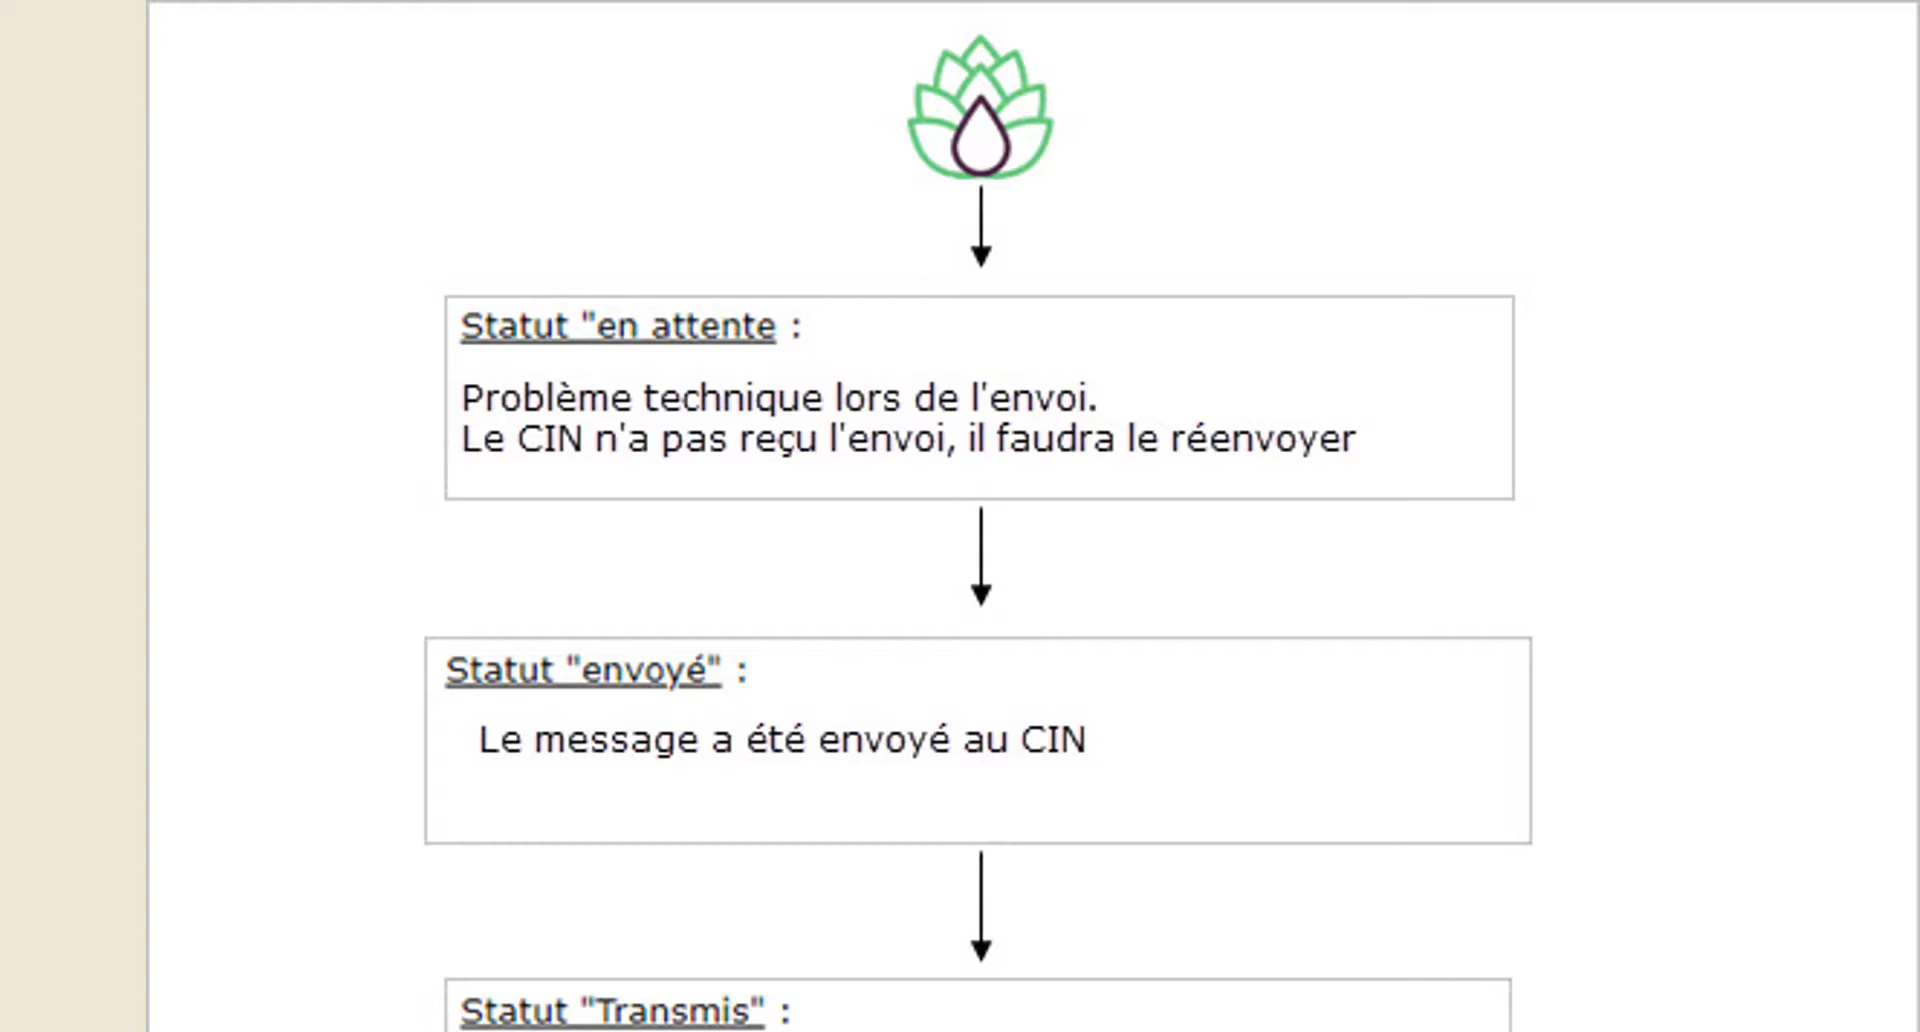 Statut "en attente :
Problème technique lors de l'envoi.
Le CIN n'a pas reçu l'envoi, il faudra le réenvoyer
Statut "envoyé" :
Le message a été envoyé au CIN
Statut "Transmis" :